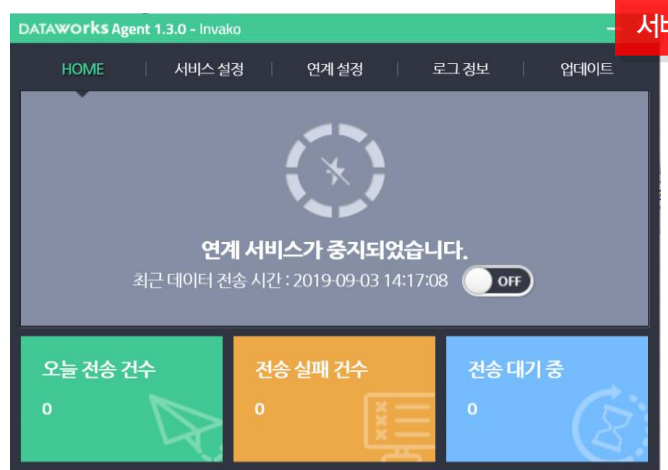 DATAWorks Agent 1.3.0 - Invako
HOME 서비스 설정 연계 설정 로그 정보 업데이트
연계 서비스가 중지되었습니다.
최근 데이터 전송 시간 : 2019-09-03 14:17:08 OFF
오늘 전송 건수 전송 실패 건수 전송 대기 중
0 0 0